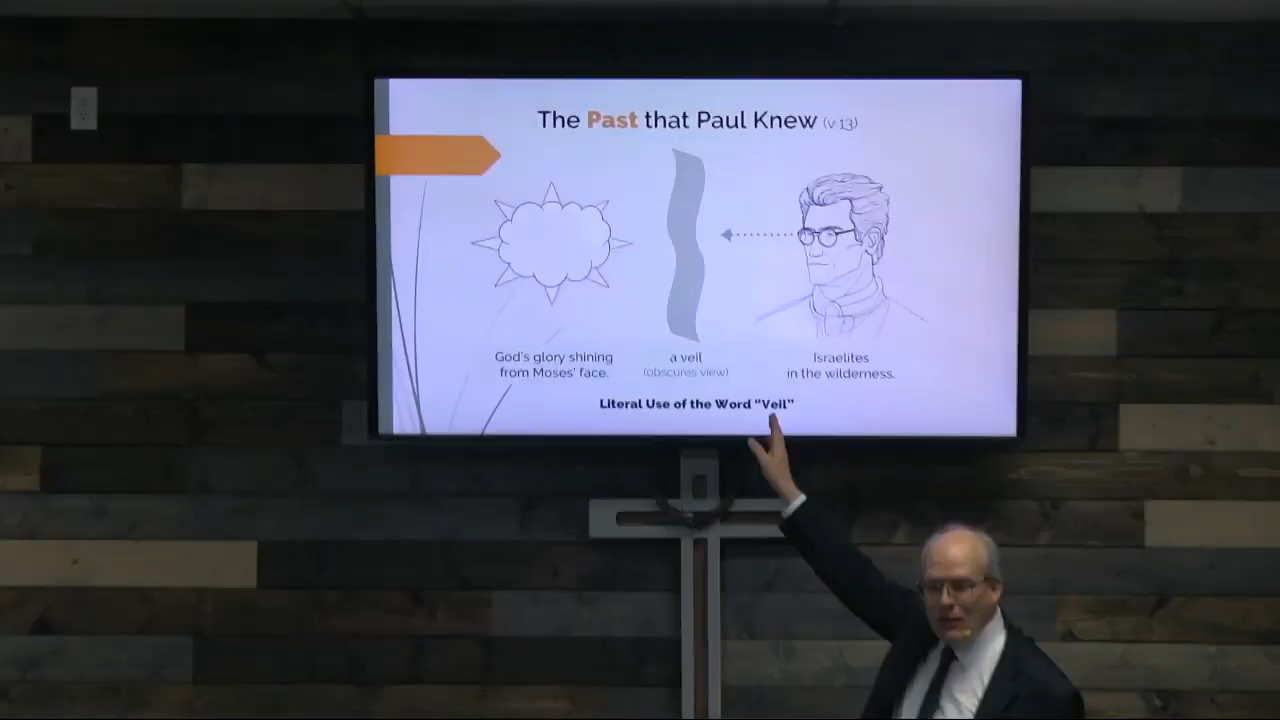 The Past that Paul Knew (v.13)
God's glory shining
from Moses' face.
a veil
(obscures view)
Israelites
in the wilderness.
Literal Use of the Word “Veil”